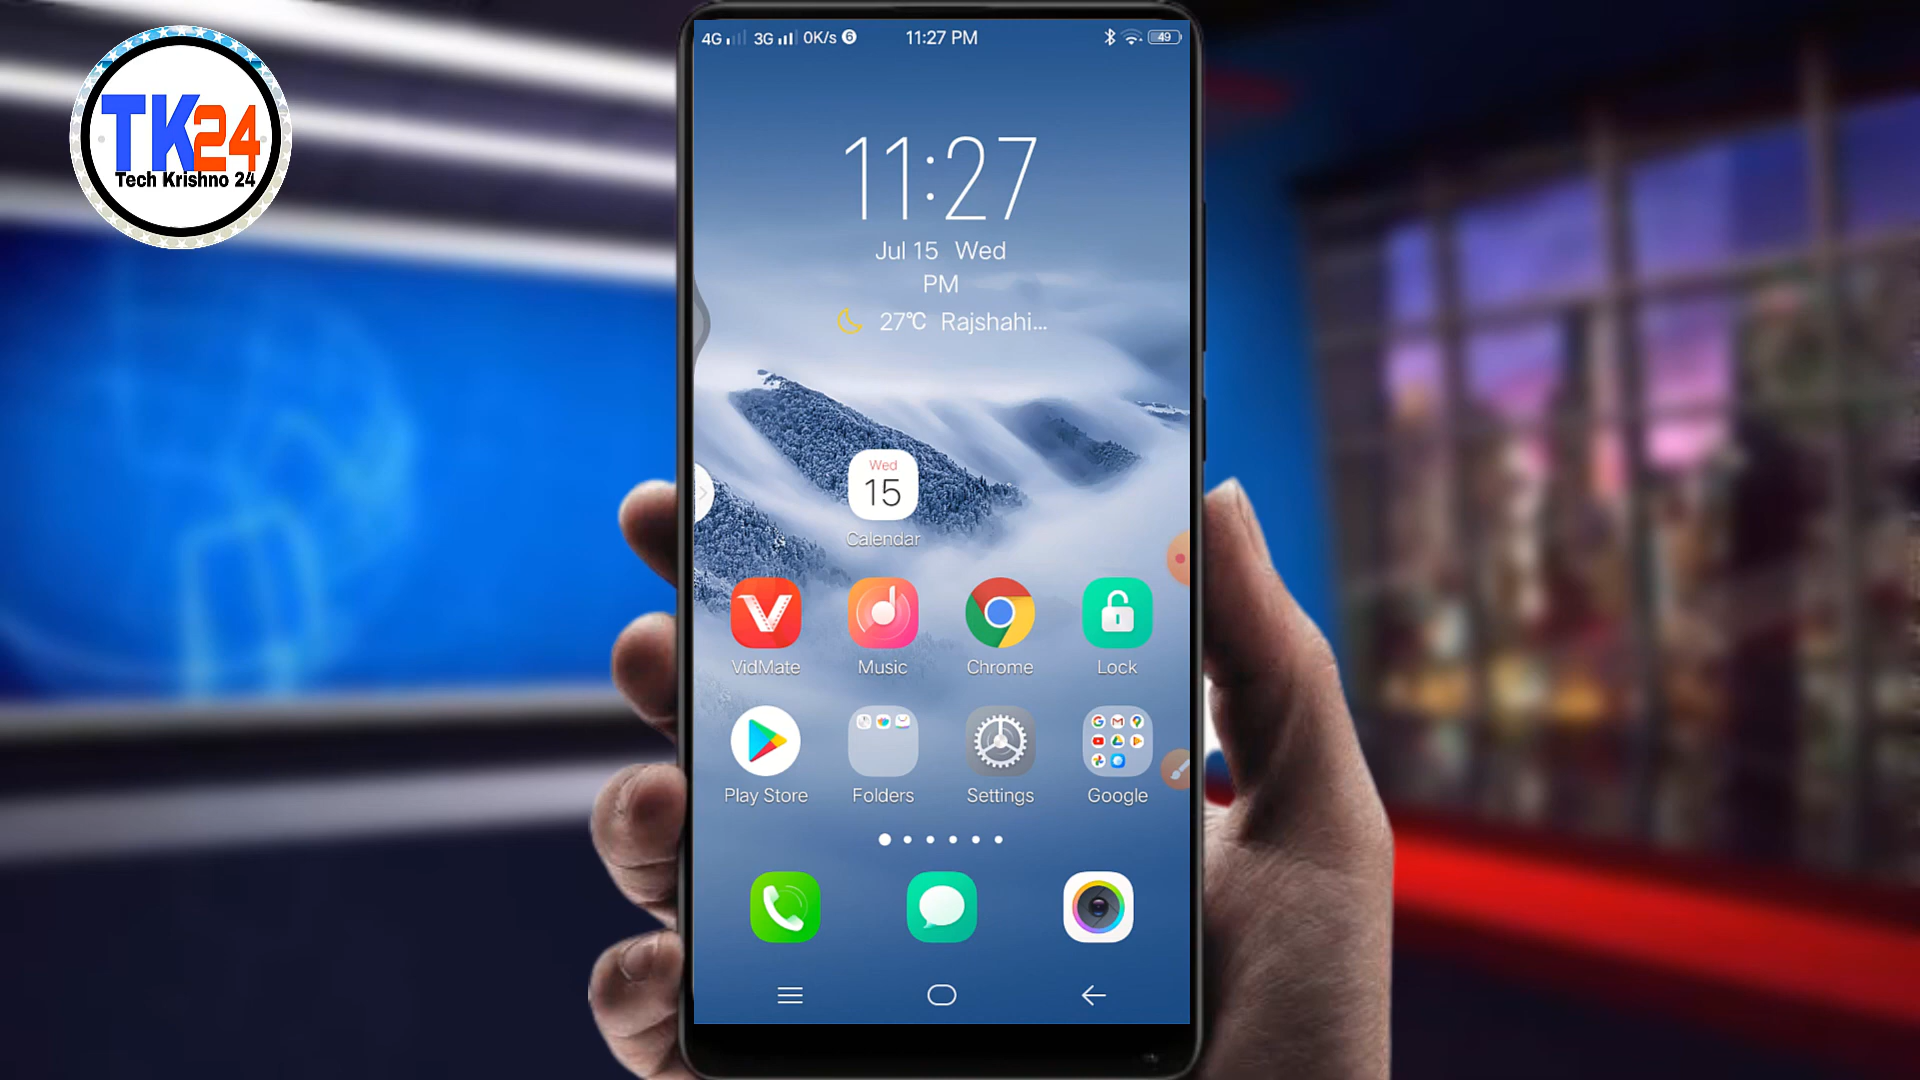 TK24
Tech Krishno 24
4G 3G 0K/s 6 11:27 PM 49
11:27
Jul 15 Wed
PM
27℃ Rajshahi...
Wed
15
Calendar
VidMate Music Chrome Lock
Play Store Folders Settings Google